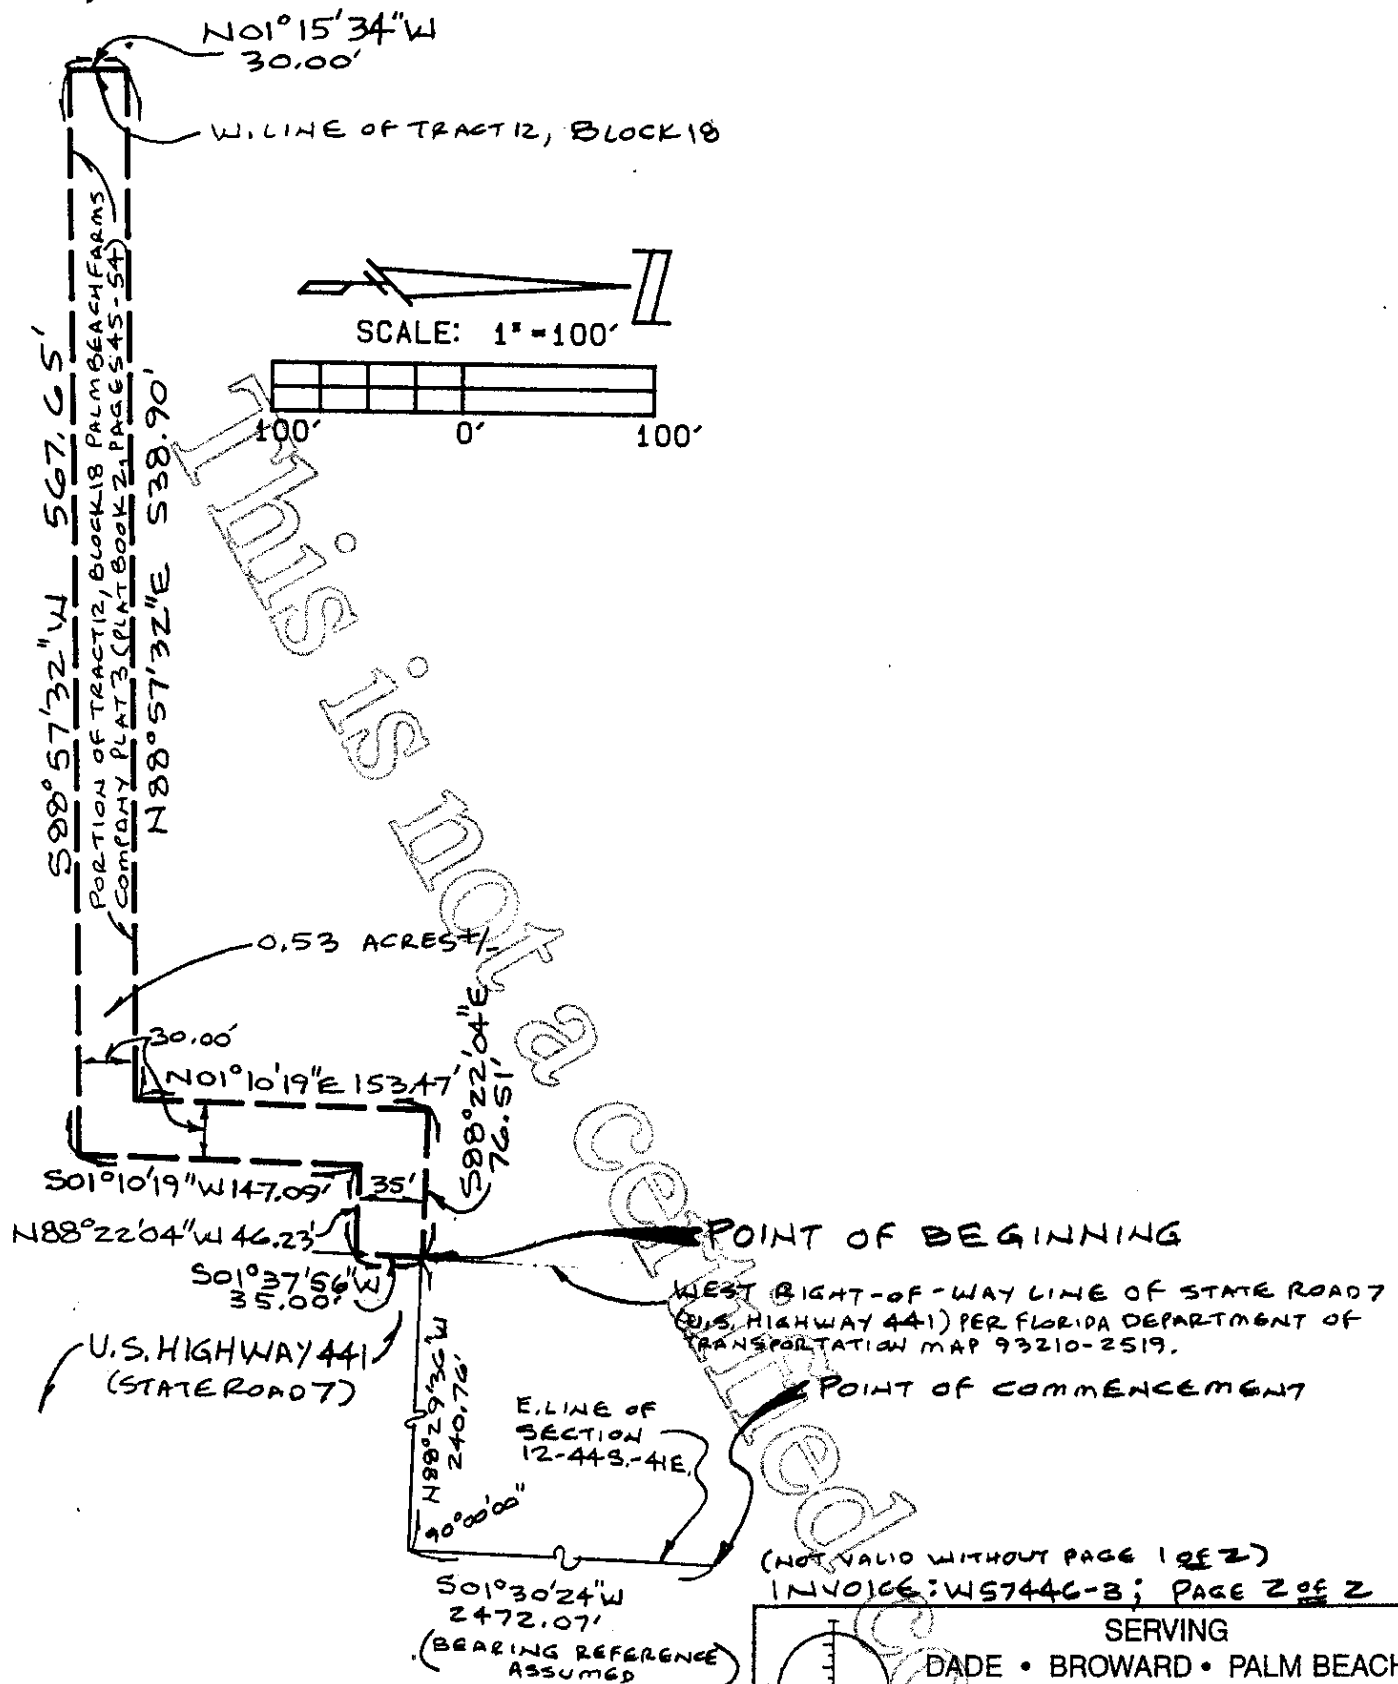 N01°15'34"W
30.00'
W. LINE OF TRACT 12, BLOCK 18
S88°57'32"W 567.65'
PORTION OF TRACT 12, BLOCK 18 PALM BEACH FARMS
COMPANY PLAT 3 (PLAT BOOK 2, PAGES 45-54)
N88°57'32"E 538.90'
N
SCALE: 1"=100'
100' 0' 100'
0.53 ACRES +/-
30.00'
N01°10'19"E 153.47'
S88°22'04"E
76.51'
S01°10'19"W 147.09'
35'
N88°22'04"W 46.23'
S01°37'56"W
35.00'
POINT OF BEGINNING
WEST RIGHT-OF-WAY LINE OF STATE ROAD 7
(U.S. HIGHWAY 441) PER FLORIDA DEPARTMENT OF
TRANSPORTATION MAP 93210-2519.
U.S. HIGHWAY 441
(STATE ROAD 7)
N88°29'36"W
240.76'
POINT OF COMMENCEMENT
E. LINE OF
SECTION
12-44S.-41E.
90°00'00"
S01°30'24"W
2472.07'
(BEARING REFERENCE
ASSUMED
(NOT VALID WITHOUT PAGE 1 OF 2)
INVOICE: W57446-B; PAGE 2 OF 2
SERVING
DADE • BROWARD • PALM BEACH
This is not a certified